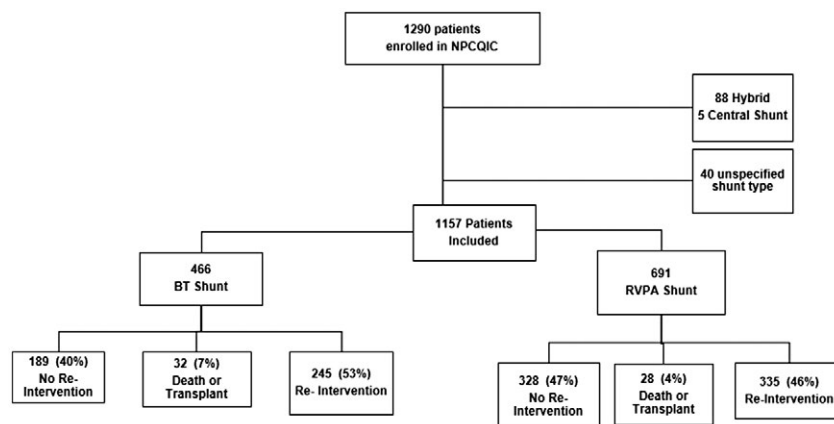 1290 patients
enrolled in NPCQIC
88 Hybrid
5 Central Shunt
40 unspecified
shunt type
1157 Patients
Included
466
BT Shunt
691
RVPA Shunt
189 (40%)
No Re-
Intervention
32 (7%)
Death or
Transplant
245 (53%)
Re- Intervention
328 (47%)
No Re-
Intervention
28 (4%)
Death or
Transplant
335 (46%)
Re-Intervention